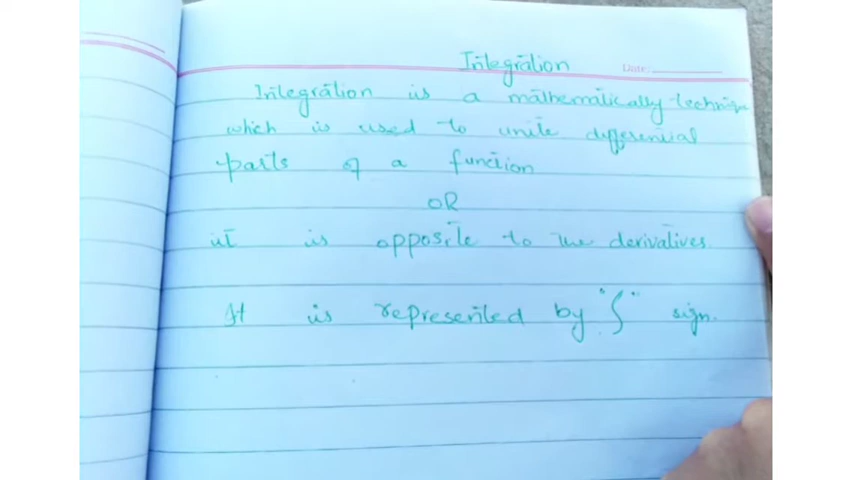 Integration
Date:
Integration is a mathematically technique
which is used to unite differential
parts of a function
OR
it is opposite to the derivatives.
It is represented by "∫" sign.